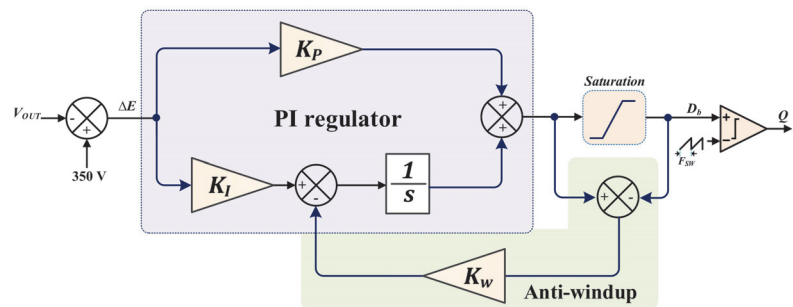 K_P
Saturation
V_OUT
-
ΔE
+
350 V
PI regulator
+
+
D_b
+
-
Q
F_SW
K_I
+
-
1
s
+
-
K_w
Anti-windup